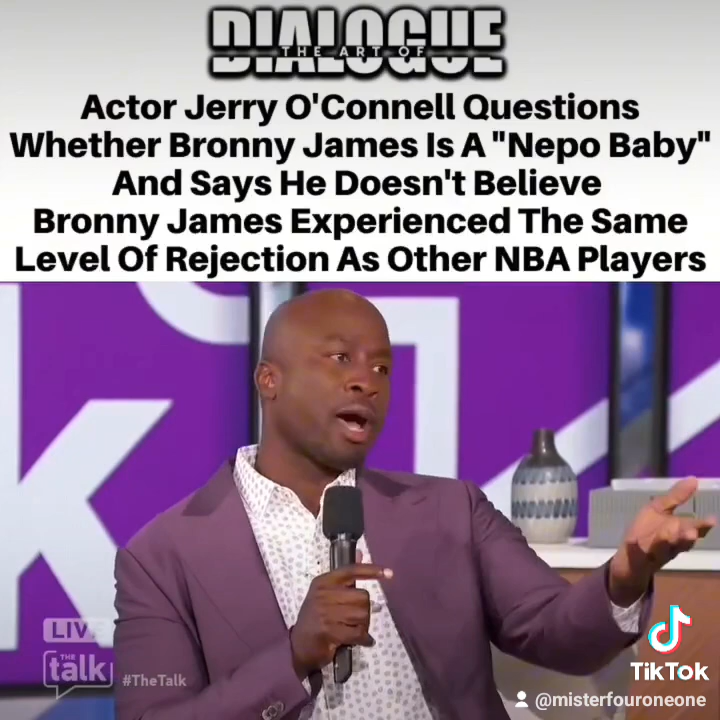 DIALOGUE
THE ART OF
Actor Jerry O'Connell Questions
Whether Bronny James Is A "Nepo Baby"
And Says He Doesn't Believe
Bronny James Experienced The Same
Level Of Rejection As Other NBA Players
LIVE
THE
talk
#TheTalk
TikTok
@misterfouroneone